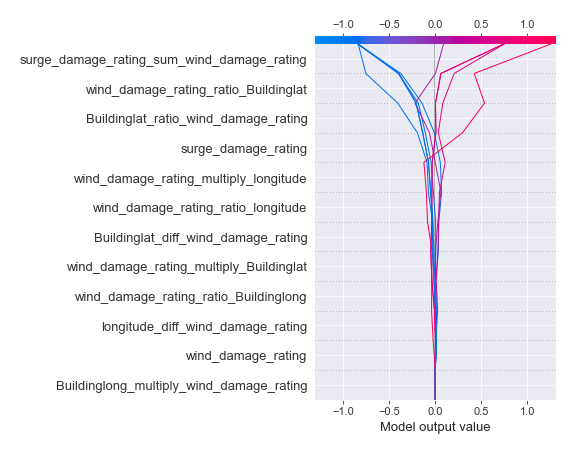 −1.0 −0.5 0.0 0.5 1.0
surge_damage_rating_sum_wind_damage_rating
wind_damage_rating_ratio_Buildinglat
Buildinglat_ratio_wind_damage_rating
surge_damage_rating
wind_damage_rating_multiply_longitude
wind_damage_rating_ratio_longitude
Buildinglat_diff_wind_damage_rating
wind_damage_rating_multiply_Buildinglat
wind_damage_rating_ratio_Buildinglong
longitude_diff_wind_damage_rating
wind_damage_rating
Buildinglong_multiply_wind_damage_rating
−1.0 −0.5 0.0 0.5 1.0
Model output value